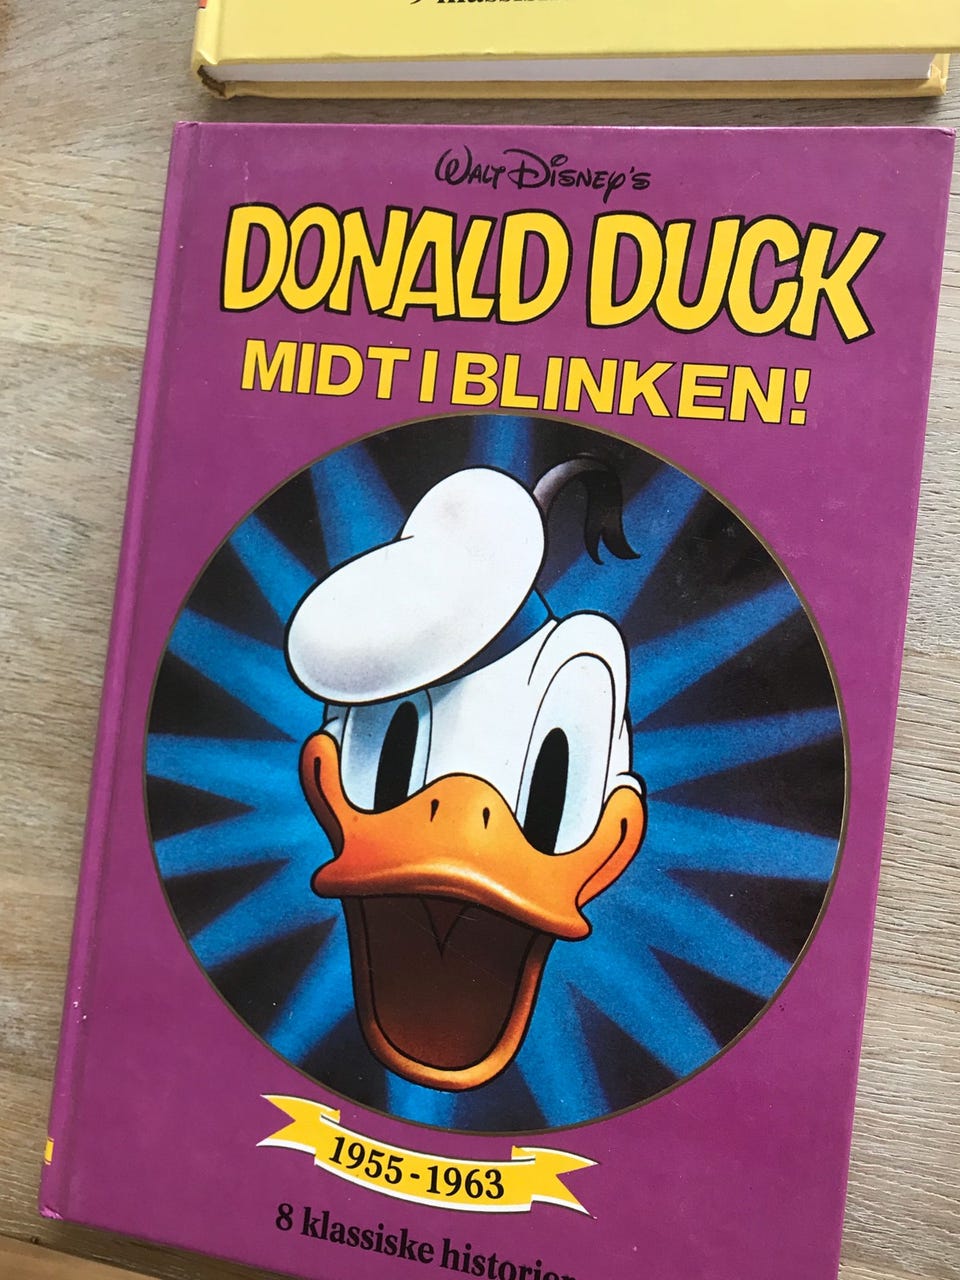 WALT DISNEY'S
DONALD DUCK
MIDT I BLINKEN!
1955-1963
8 klassiske historier